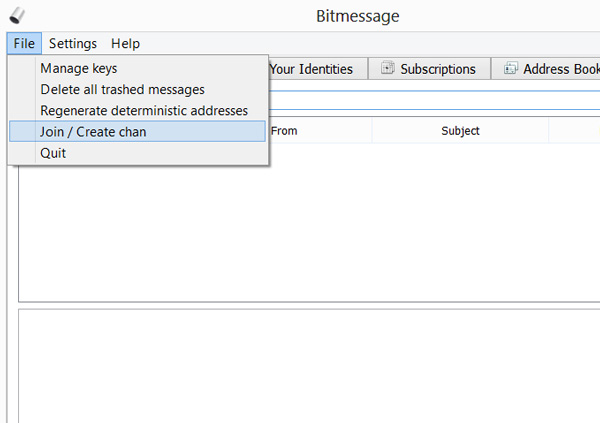 Bitmessage
File Settings Help
Manage keys
Delete all trashed messages
Regenerate deterministic addresses
Join / Create chan
Quit
Your Identities Subscriptions Address Book
From Subject